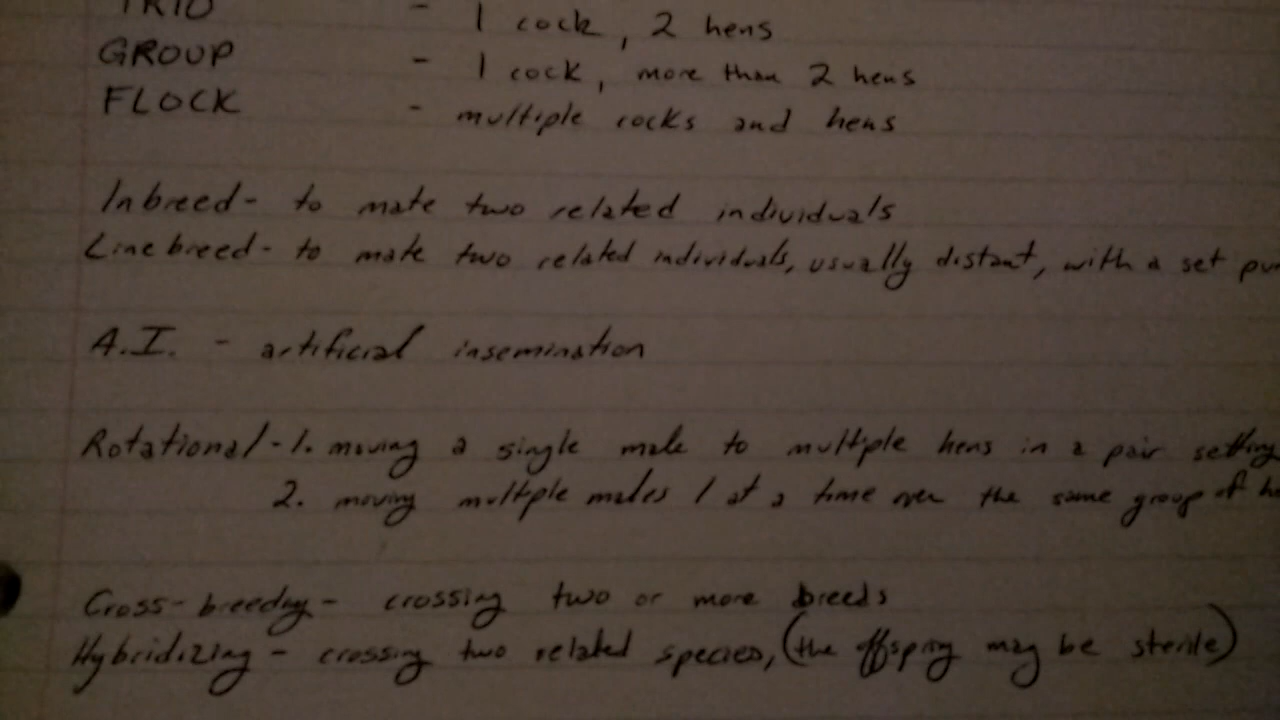 TRIO - 1 cock, 2 hens
GROUP - 1 cock, more than 2 hens
FLOCK - multiple cocks and hens
Inbreed- to mate two related individuals
Line breed- to mate two related individuals, usually distant, with a set
A.I. - artificial insemination
Rotational - 1. moving a single male to multiple hens in a pair setting
2. moving multiple males 1 at a time over the same group of
Cross-breeding - crossing two or more breeds
Hybridizing - crossing two related species, (the offspring may be sterile)